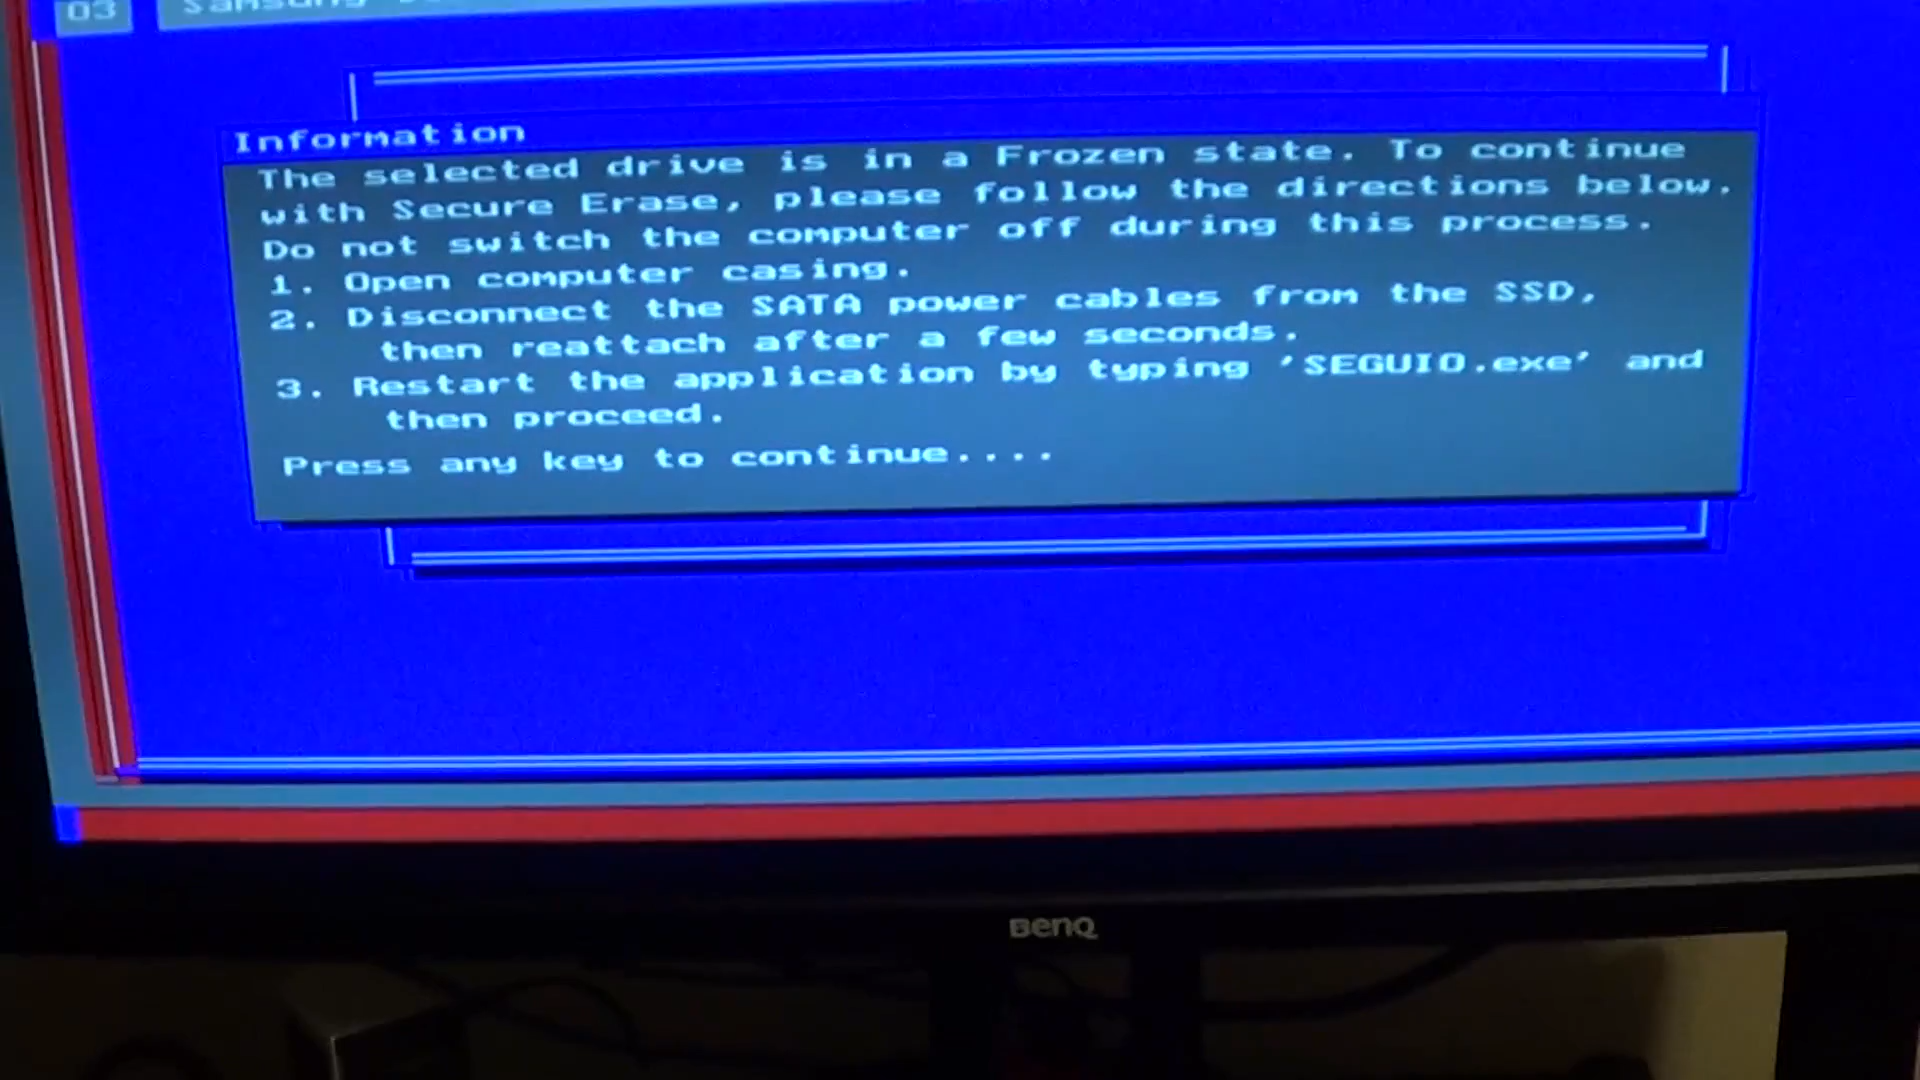 03
Samsung
Information
The selected drive is in a Frozen state. To continue
with Secure Erase, please follow the directions below.
Do not switch the computer off during this process.
1. Open computer casing.
2. Disconnect the SATA power cables from the SSD,
then reattach after a few seconds.
3. Restart the application by typing 'SEGUIO.exe' and
then proceed.
Press any key to continue....
BenQ